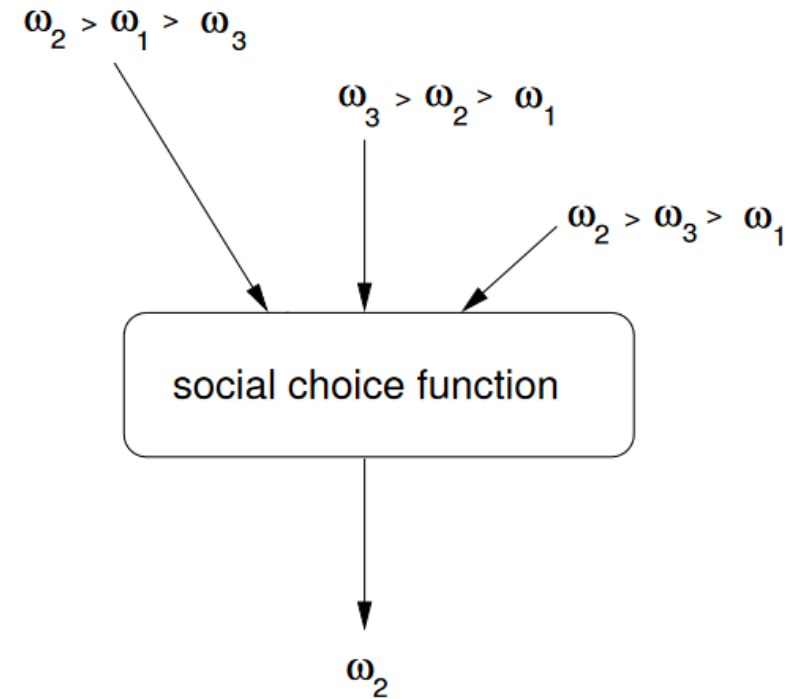 ω₂ > ω₁ > ω₃
ω₃ > ω₂ > ω₁
ω₂ > ω₃ > ω₁
social choice function
ω₂